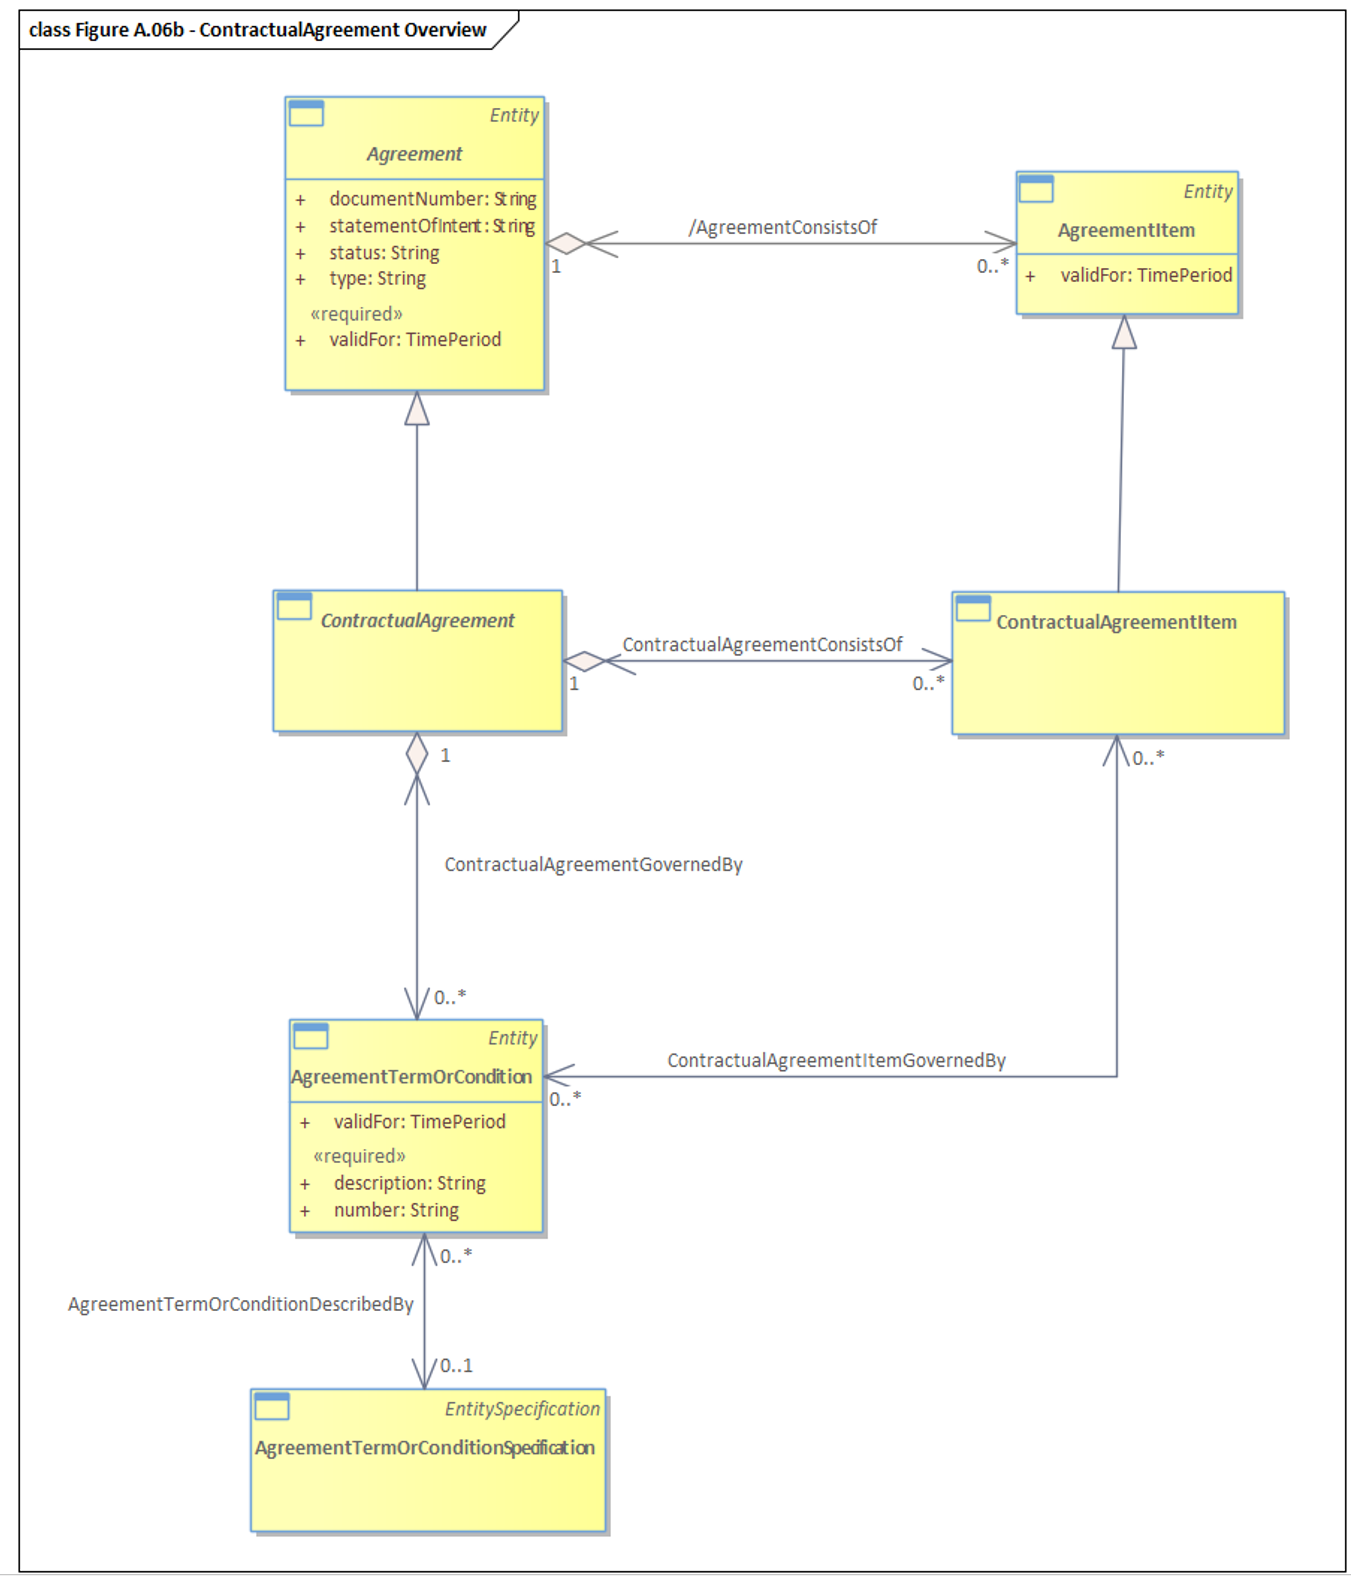 class Figure A.06b - ContractualAgreement Overview
Entity
Agreement
+ documentNumber: String
+ statementOfIntent: String
+ status: String
+ type: String
«required»
+ validFor: TimePeriod
/AgreementConsistsOf
1
0..*
Entity
AgreementItem
+ validFor: TimePeriod
ContractualAgreement
ContractualAgreementConsistsOf
1
0..*
ContractualAgreementItem
1
0..*
ContractualAgreementGovernedBy
0..*
Entity
AgreementTermOrCondition
+ validFor: TimePeriod
«required»
+ description: String
+ number: String
ContractualAgreementItemGovernedBy
0..*
0..*
AgreementTermOrConditionDescribedBy
0..1
EntitySpecification
AgreementTermOrConditionSpecification